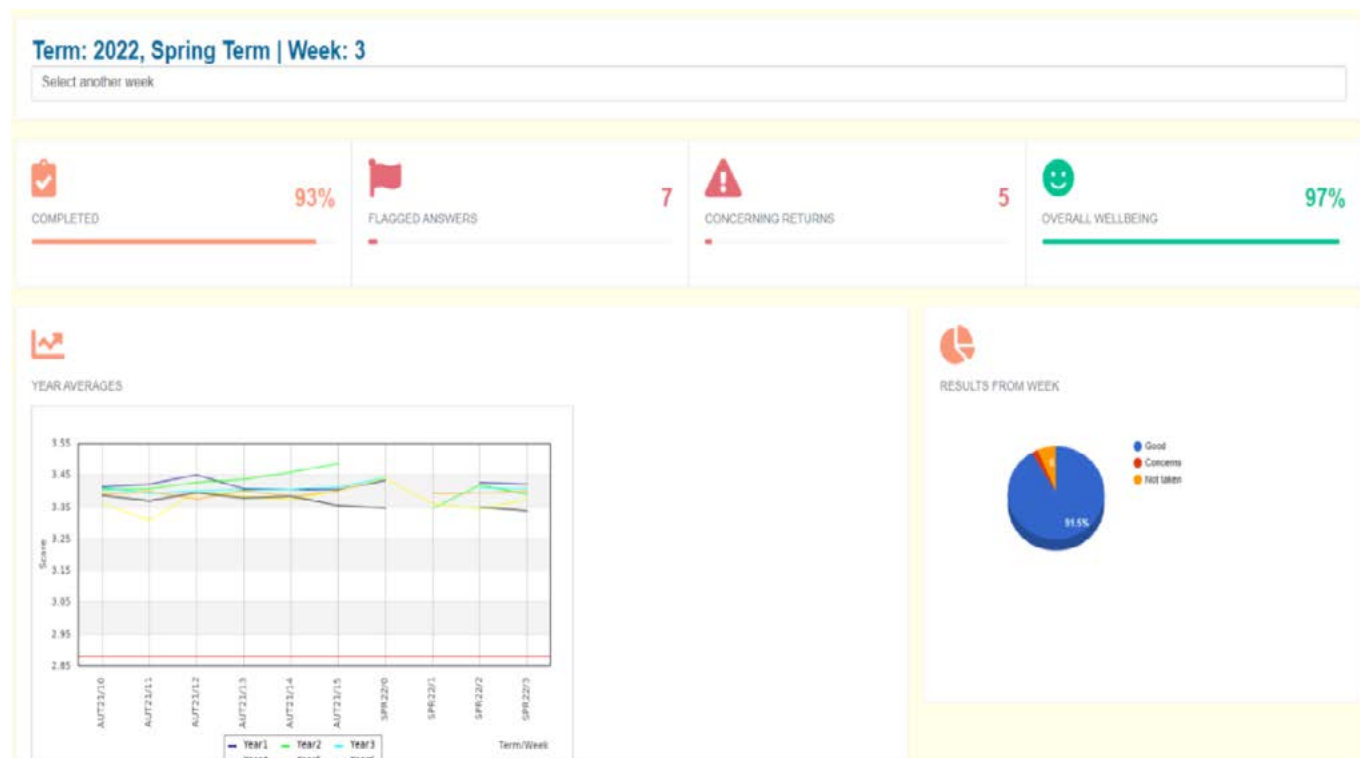 Term: 2022, Spring Term | Week: 3
Select another week
93%
COMPLETED
7
FLAGGED ANSWERS
5
CONCERNING RETURNS
97%
OVERALL WELLBEING
YEAR AVERAGES
3.55
3.45
3.35
3.25
3.15
3.05
2.95
2.85
Score
AUT21/10
AUT21/11
AUT21/12
AUT21/13
AUT21/14
AUT21/15
SPR22/0
SPR22/1
SPR22/2
SPR22/3
Year1 Year2 Year3
Term/Week
RESULTS FROM WEEK
Good
Concerns
Not taken
91.5%